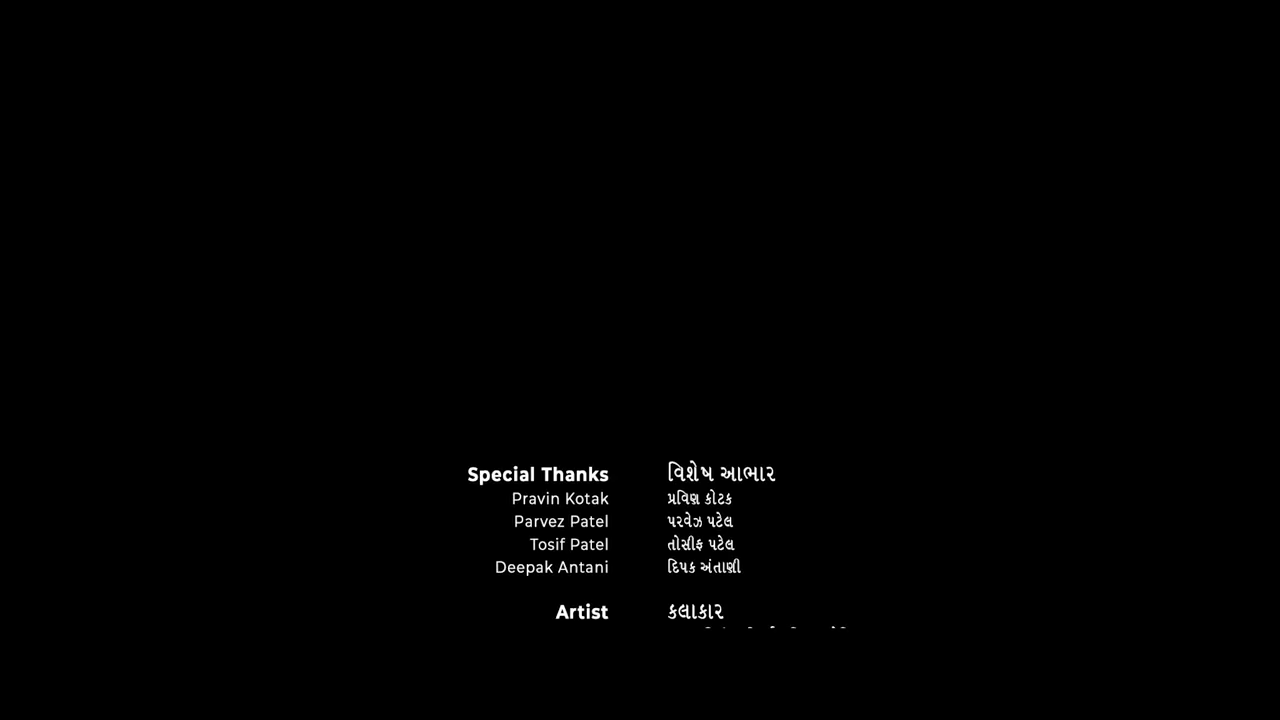 Special Thanks વિશેષ આભાર
Pravin Kotak પ્રવિણ કોટક
Parvez Patel પરવેઝ પટેલ
Tosif Patel તોસીફ પટેલ
Deepak Antani દિપક અંતાણી
Artist કલાકાર